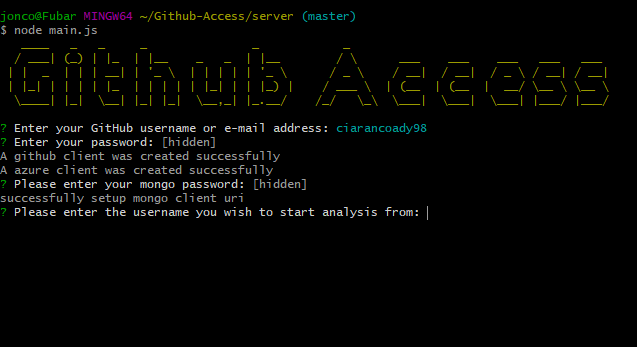 jonco@Fubar MINGW64 ~/Github-Access/server (master)
$ node main.js
Github Access
? Enter your GitHub username or e-mail address: ciarancoady98
? Enter your password: [hidden]
A github client was created successfully
A azure client was created successfully
? Please enter your mongo password: [hidden]
successfully setup mongo client uri
? Please enter the username you wish to start analysis from: